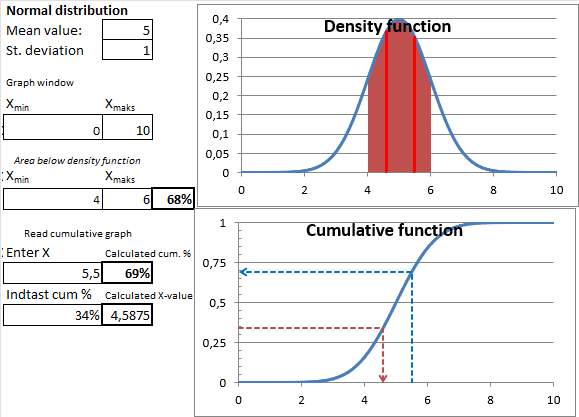 Normal distribution
Mean value: 5
St. deviation 1
Graph window
Xmin Xmaks
0 10
Area below density function
Xmin Xmaks
4 6 68%
Read cumulative graph
Enter X Calculated cum. %
5,5 69%
Indtast cum % Calculated X-value
34% 4,5875
Density function
0,4
0,35
0,3
0,25
0,2
0,15
0,1
0,05
0
0 2 4 6 8 10
Cumulative function
1
0,75
0,5
0,25
0
0 2 4 6 8 10